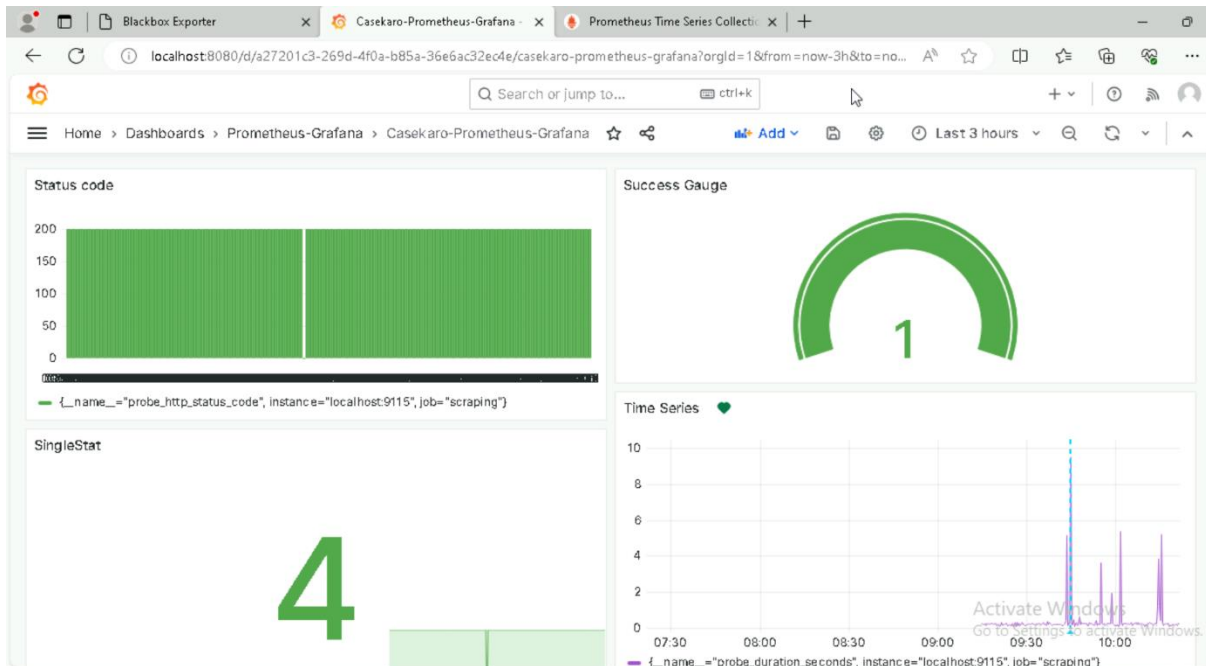 Blackbox Exporter
Casekaro-Prometheus-Grafana -
Prometheus Time Series Collectic
localhost:8080/d/a27201c3-269d-4f0a-b85a-36e6ac32ec4e/casekaro-prometheus-grafana?orgId=1&from=now-3h&to=no...
Search or jump to...
ctrl+k
Home > Dashboards > Prometheus-Grafana > Casekaro-Prometheus-Grafana
Add
Last 3 hours
Status code
200
150
100
50
0
{__name__="probe_http_status_code", instance="localhost:9115", job="scraping"}
Success Gauge
1
SingleStat
4
Time Series
10
8
6
4
2
0
07:30 08:00 08:30 09:00 09:30 10:00
{__name__="probe_duration_seconds", instance="localhost:9115", job="scraping"}
Activate Windows
Go to Settings to activate Windows.